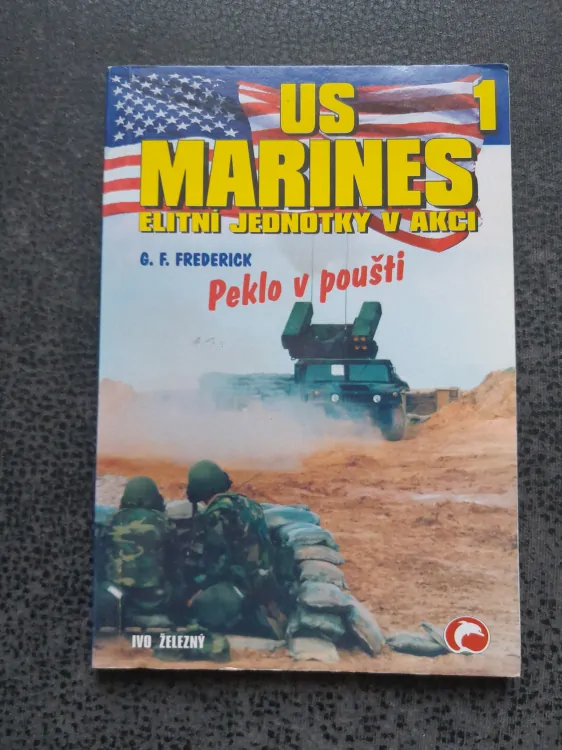 US 1
MARINES
ELITNÍ JEDNOTKY V AKCI
G. F. FREDERICK
Peklo v poušti
IVO ŽELEZNÝ